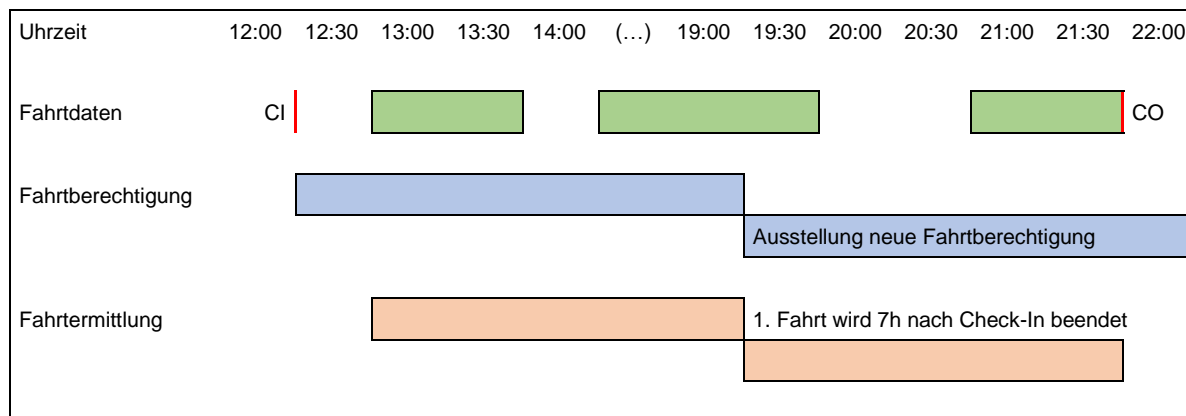 Uhrzeit 12:00 12:30 13:00 13:30 14:00 (…) 19:00 19:30 20:00 20:30 21:00 21:30 22:00
Fahrtdaten CI CO
Fahrtberechtigung
Ausstellung neue Fahrtberechtigung
Fahrtermittlung 1. Fahrt wird 7h nach Check-In beendet